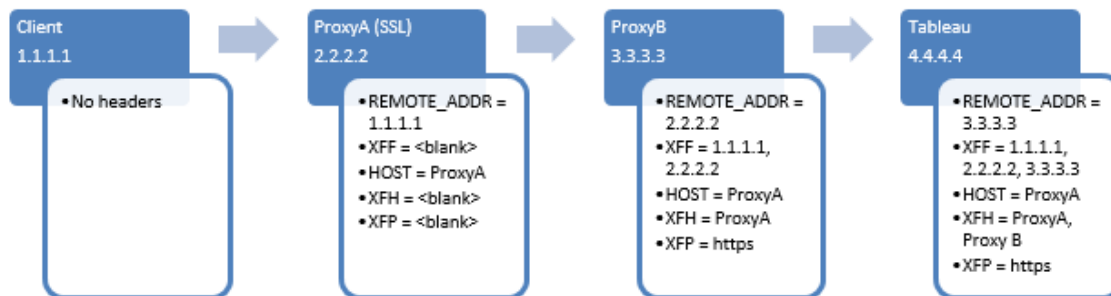 Client
1.1.1.1
•No headers
ProxyA (SSL)
2.2.2.2
•REMOTE_ADDR =
1.1.1.1
•XFF = <blank>
•HOST = ProxyA
•XFH = <blank>
•XFP = <blank>
ProxyB
3.3.3.3
•REMOTE_ADDR =
2.2.2.2
•XFF = 1.1.1.1,
2.2.2.2
•HOST = ProxyA
•XFH = ProxyA
•XFP = https
Tableau
4.4.4.4
•REMOTE_ADDR =
3.3.3.3
•XFF = 1.1.1.1,
2.2.2.2, 3.3.3.3
•HOST = ProxyA
•XFH = ProxyA,
Proxy B
•XFP = https